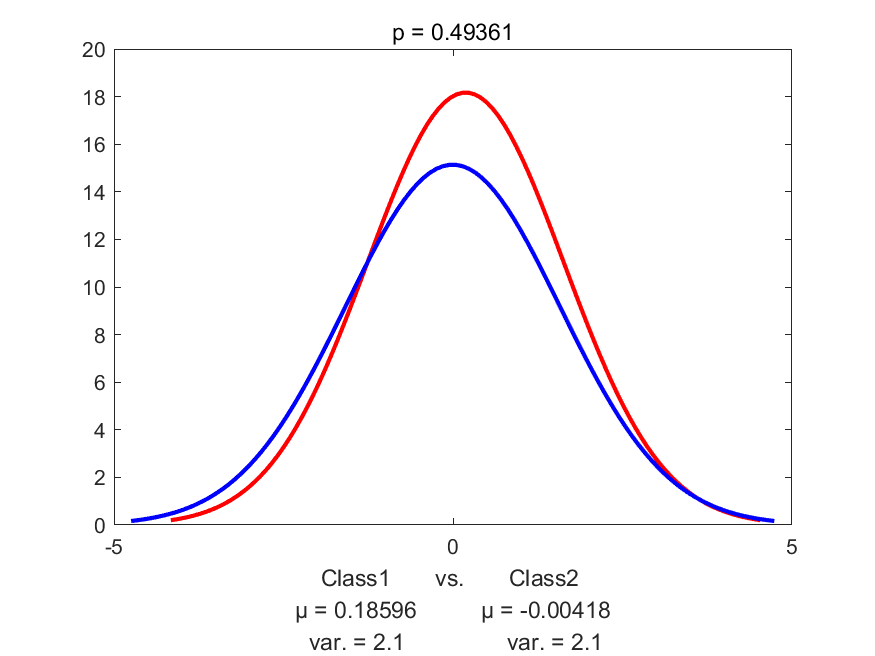 p = 0.49361
20
18
16
14
12
10
8
6
4
2
0
-5 0 5
Class1 vs. Class2
μ = 0.18596 μ = -0.00418
var. = 2.1 var. = 2.1